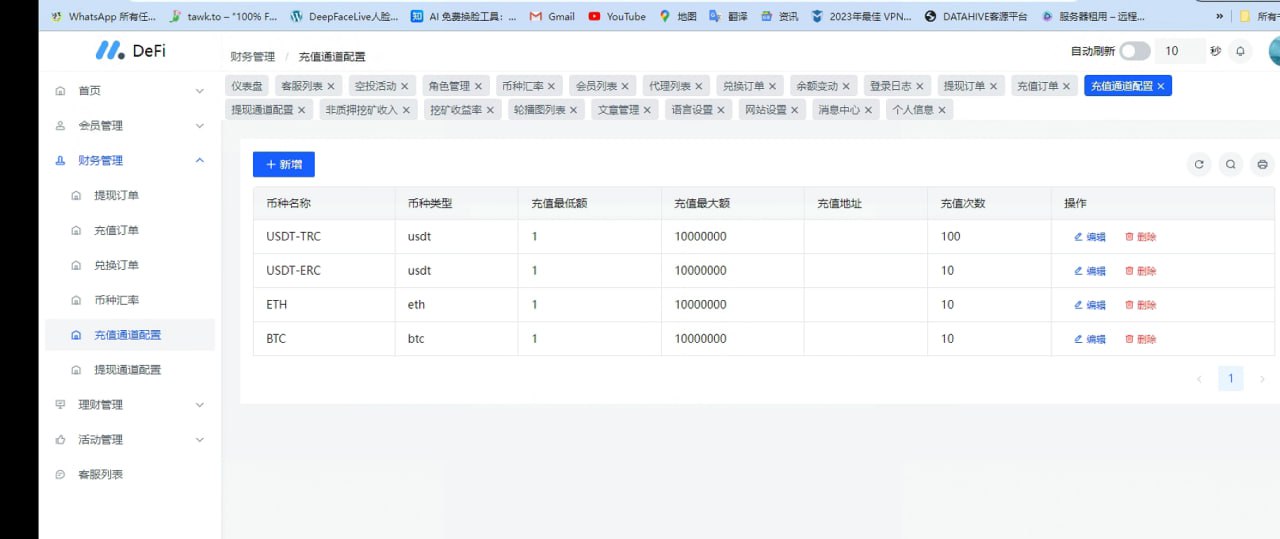 WhatsApp 所有任... tawk.to – "100% F... DeepFaceLive人脸... AI 免费换脸工具：... Gmail YouTube 地图 翻译 资讯 2023年最佳 VPN... DATAHIVE客源平台 服务器租用 – 远程... » 所有
DeFi
财务管理 / 充值通道配置
自动刷新 10 秒
仪表盘 客服列表 × 空投活动 × 角色管理 × 币种汇率 × 会员列表 × 代理列表 × 兑换订单 × 余额变动 × 登录日志 × 提现订单 × 充值订单 × 充值通道配置 ×
提现通道配置 × 非质押挖矿收入 × 挖矿收益率 × 轮播图列表 × 文章管理 × 语言设置 × 网站设置 × 消息中心 × 个人信息 ×
首页
会员管理
财务管理
提现订单
充值订单
兑换订单
币种汇率
充值通道配置
提现通道配置
理财管理
活动管理
客服列表
+ 新增
币种名称 币种类型 充值最低额 充值最大额 充值地址 充值次数 操作
USDT-TRC usdt 1 10000000 100 编辑 删除
USDT-ERC usdt 1 10000000 10 编辑 删除
ETH eth 1 10000000 10 编辑 删除
BTC btc 1 10000000 10 编辑 删除
‹ 1 ›